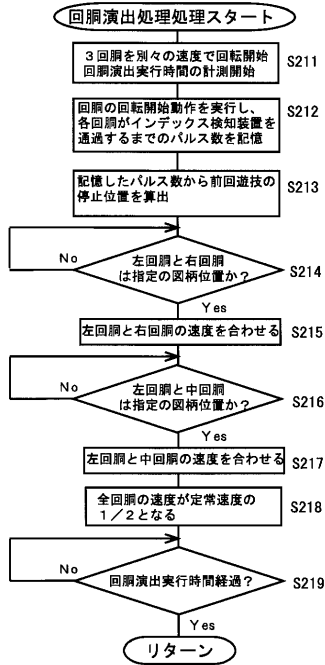 回胴演出処理処理スタート
3回胴を別々の速度で回転開始
回胴演出実行時間の計測開始
S211
回胴の回転開始動作を実行し、
各回胴がインデックス検知装置を
通過するまでのパルス数を記憶
S212
記憶したパルス数から前回遊技の
停止位置を算出
S213
左回胴と右回胴
は指定の図柄位置か?
S214
No
Yes
左回胴と右回胴の速度を合わせる
S215
左回胴と中回胴
は指定の図柄位置か?
S216
No
Yes
左回胴と中回胴の速度を合わせる
S217
全回胴の速度が定常速度の
1/2となる
S218
回胴演出実行時間経過?
S219
No
Yes
リターン